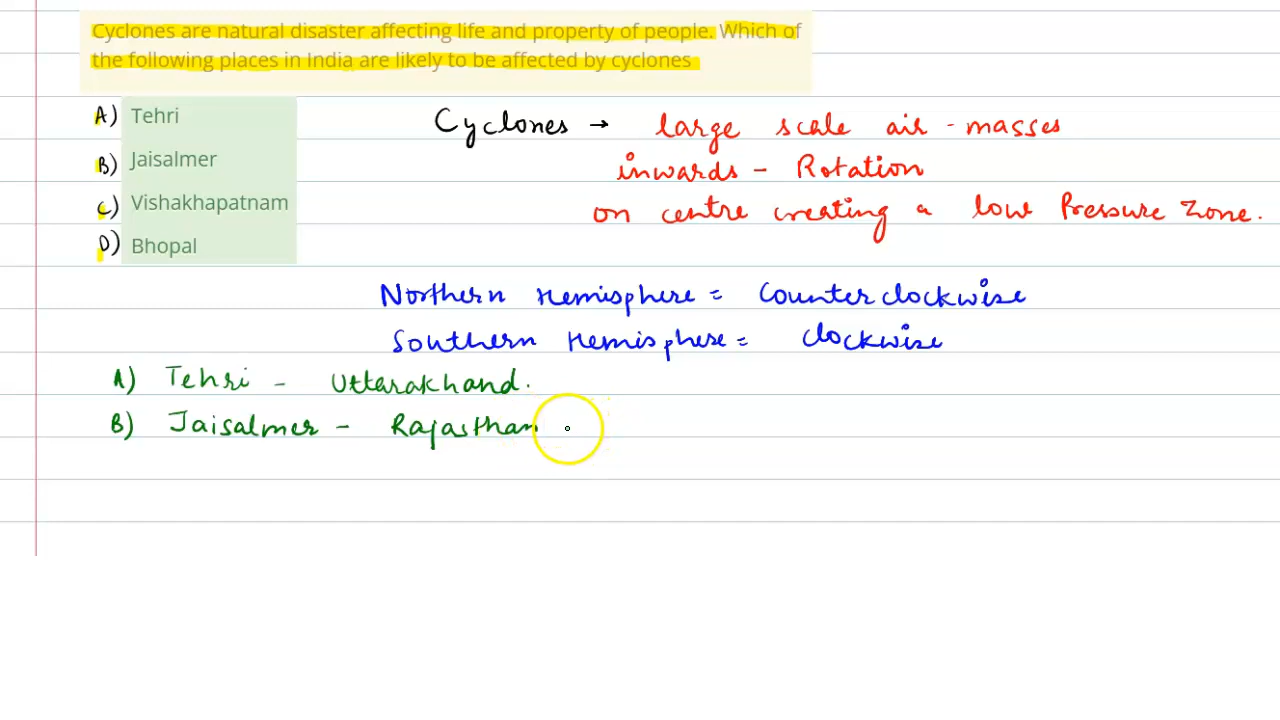 Cyclones are natural disaster affecting life and property of people. Which of
the following places in India are likely to be affected by cyclones
A) Tehri
B) Jaisalmer
C) Vishakhapatnam
D) Bhopal
Cyclones → large scale air-masses
inwards - Rotation
on centre creating a low Pressure Zone.
Northern Hemisphere = Counterclockwise
Southern Hemisphere = clockwise
A) Tehri - Uttarakhand.
B) Jaisalmer - Rajasthan